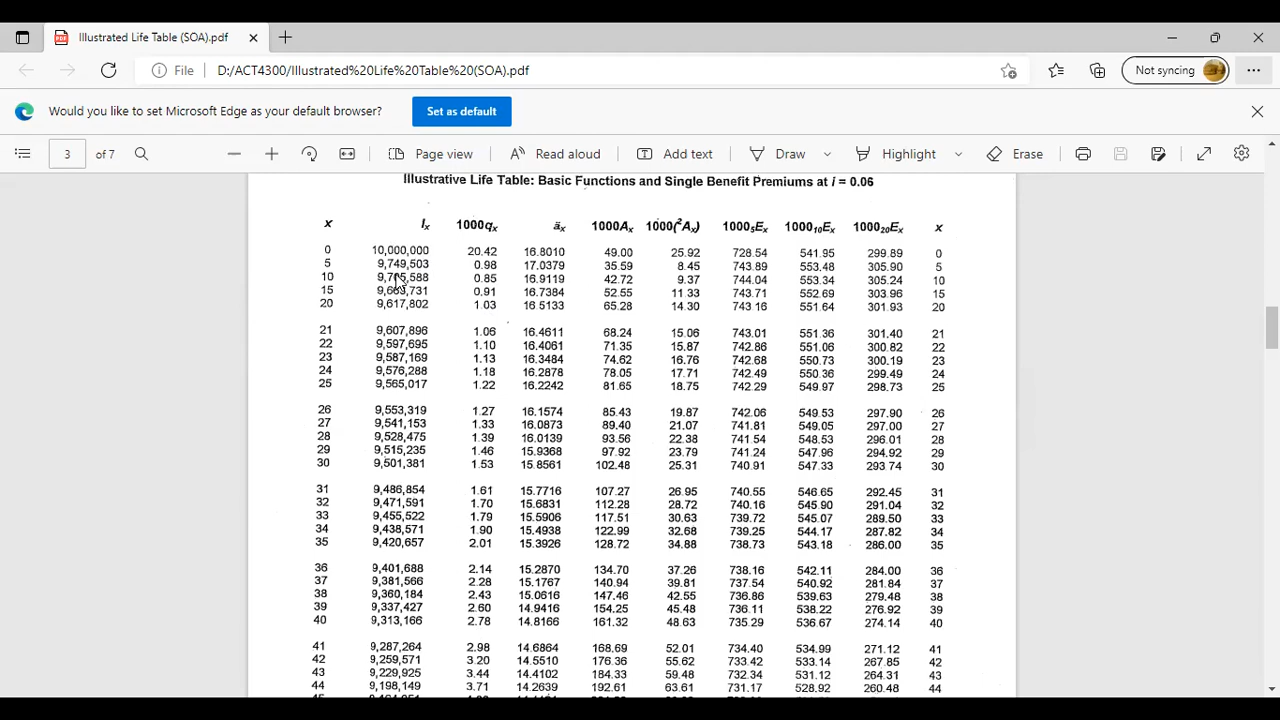 Illustrated Life Table (SOA).pdf
File D:/ACT4300/Illustrated%20Life%20Table%20(SOA).pdf Not syncing
Would you like to set Microsoft Edge as your default browser? Set as default
3 of 7 Page view Read aloud Add text Draw Highlight Erase
Illustrative Life Table: Basic Functions and Single Benefit Premiums at i = 0.06
x lx 1000qx äx 1000Ax 1000(²Ax) 1000₅Ex 1000₁₀Ex 1000₂₀Ex x
0 10,000,000 20.42 16.8010 49.00 25.92 728.54 541.95 299.89 0
5 9,749,503 0.98 17.0379 35.59 8.45 743.89 553.48 305.90 5
10 0.85 16.9119 42.72 9.37 744.04 553.34 305.24 10
15 0.91 16.7384 52.55 11.33 743.71 552.69 303.96 15
20 9,617,802 1.03 16.5133 65.28 14.30 743.16 551.64 301.93 20
21 9,607,896 1.06 16.4611 68.24 15.06 743.01 551.36 301.40 21
22 9,597,695 1.10 16.4061 71.35 15.87 742.86 551.06 300.82 22
23 9,587,169 1.13 16.3484 74.62 16.76 742.68 550.73 300.19 23
24 9,576,288 1.18 16.2878 78.05 17.71 742.49 550.36 299.49 24
25 9,565,017 1.22 16.2242 81.65 18.75 742.29 549.97 298.73 25
26 9,553,319 1.27 16.1574 85.43 19.87 742.06 549.53 297.90 26
27 9,541,153 1.33 16.0873 89.40 21.07 741.81 549.05 297.00 27
28 9,528,475 1.39 16.0139 93.56 22.38 741.54 548.53 296.01 28
29 9,515,235 1.46 15.9368 97.92 23.79 741.24 547.96 294.92 29
30 9,501,381 1.53 15.8561 102.48 25.31 740.91 547.33 293 74 30
31 9,486,854 1.61 15.7716 107.27 26.95 740.55 546.65 292.45 31
32 9,471,591 1.70 15.6831 112.28 28.72 740.16 545.90 291.04 32
33 9,455,522 1.79 15.5906 117.51 30.63 739.72 545.07 289.50 33
34 9,438,571 1.90 15.4938 122.99 32.68 739.25 544.17 287.82 34
35 9,420,657 2.01 15.3926 128.72 34.88 738.73 543.18 286.00 35
36 9,401,688 2.14 15.2870 134.70 37.26 738.16 542.11 284.00 36
37 9,381,566 2.28 15.1767 140.94 39.81 737.54 540.92 281.84 37
38 9,360,184 2.43 15.0616 147.46 42.55 736.86 539.63 279.48 38
39 9,337,427 2.60 14.9416 154.25 45.48 736.11 538.22 276.92 39
40 9,313,166 2.78 14.8166 161.32 48.63 735.29 536.67 274.14 40
41 9,287,264 2.98 14.6864 168.69 52.01 734.40 534.99 271.12 41
42 9,259,571 3.20 14.5510 176.36 55.62 733.42 533.14 267.85 42
43 9,229,925 3.44 14.4102 184.33 59.48 732.34 531.12 264.31 43
44 9,198,149 3.71 14.2639 192.61 63.61 731.17 528.92 260.48 44